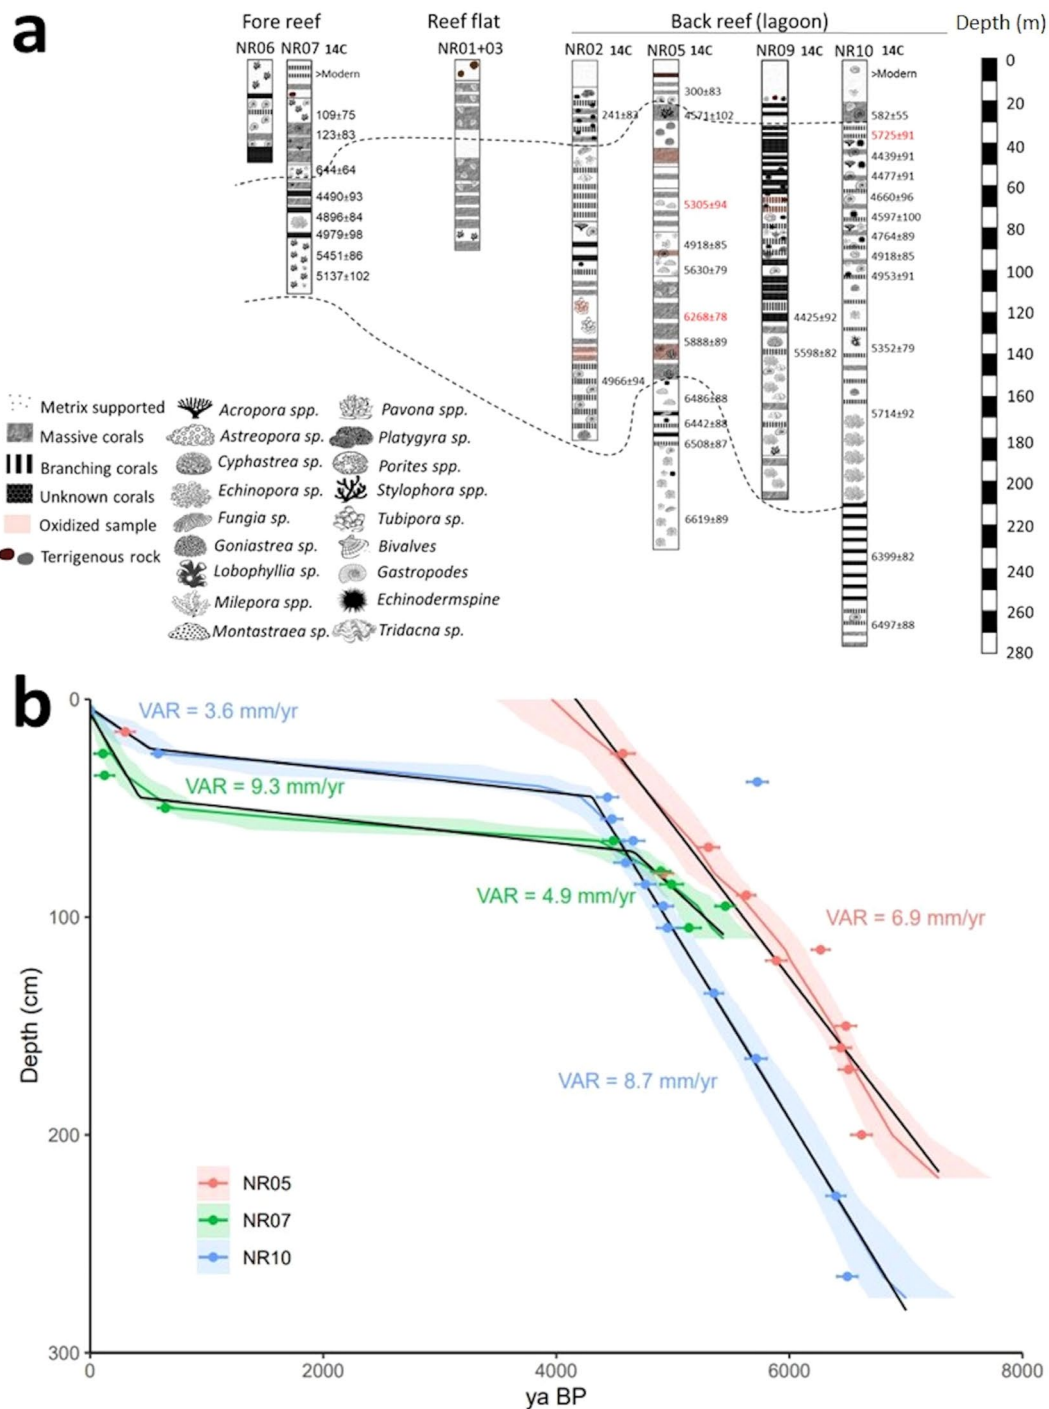 a
Fore reef
Reef flat
Back reef (lagoon)
Depth (m)
NR06 NR07 14C
NR01+03
NR02 14C
NR05 14C
NR09 14C
NR10 14C
>Modern
109±75
123±83
644±64
4490±93
4896±84
4979±98
5451±86
5137±102
241±83
4966±94
300±83
4571±102
5305±94
4918±85
5630±79
6268±78
5888±89
6486±88
6442±88
6508±87
6619±89
4425±92
5598±82
>Modern
582±55
5725±91
4439±91
4477±91
4660±96
4597±100
4764±89
4918±85
4953±91
5352±79
5714±92
6399±82
6497±88
0
20
40
60
80
100
120
140
160
180
200
220
240
260
280
Metrix supported
Massive corals
Branching corals
Unknown corals
Oxidized sample
Terrigenous rock
Acropora spp.
Astreopora sp.
Cyphastrea sp.
Echinopora sp.
Fungia sp.
Goniastrea sp.
Lobophyllia sp.
Milepora spp.
Montastraea sp.
Pavona spp.
Platygyra sp.
Porites spp.
Stylophora spp.
Tubipora sp.
Bivalves
Gastropodes
Echinodermspine
Tridacna sp.
b
VAR = 3.6 mm/yr
VAR = 9.3 mm/yr
VAR = 4.9 mm/yr
VAR = 6.9 mm/yr
VAR = 8.7 mm/yr
NR05
NR07
NR10
Depth (cm)
0
100
200
300
0 2000 4000 6000 8000
ya BP